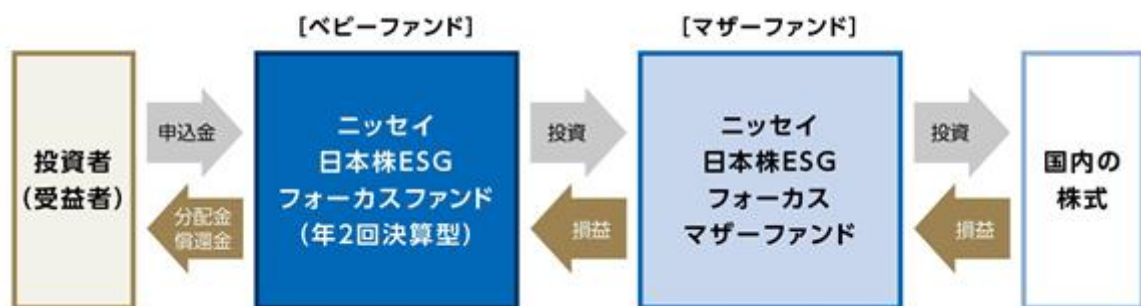 [ベビーファンド]
[マザーファンド]
投資者
(受益者)
申込金
分配金
償還金
ニッセイ
日本株ESG
フォーカスファンド
(年2回決算型)
投資
損益
ニッセイ
日本株ESG
フォーカス
マザーファンド
投資
損益
国内の
株式